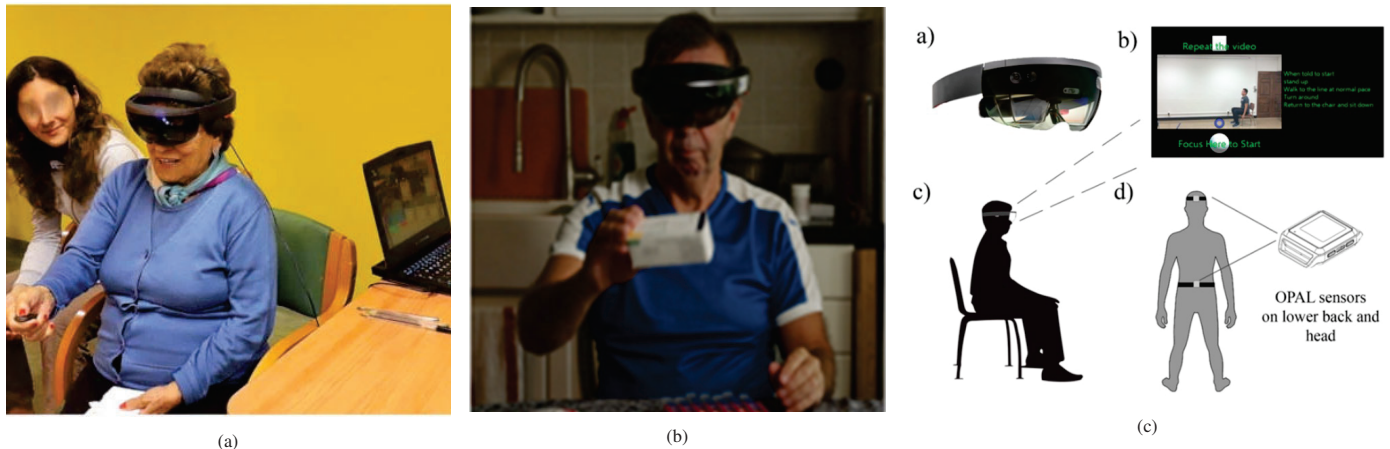 a)
b)
Repeat the video
When told to start
stand up
Walk to the line at normal pace
Turn around
Return to the chair and sit down
Focus Here to Start
c)
d)
OPAL sensors
on lower back and
head
(a)
(b)
(c)